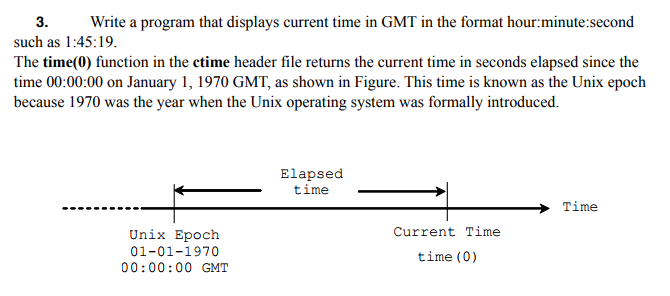 3. Write a program that displays current time in GMT in the format hour:minute:second
such as 1:45:19.
The time(0) function in the ctime header file returns the current time in seconds elapsed since the
time 00:00:00 on January 1, 1970 GMT, as shown in Figure. This time is known as the Unix epoch
because 1970 was the year when the Unix operating system was formally introduced.
Elapsed
time
Time
Unix Epoch
01-01-1970
00:00:00 GMT
Current Time
time(0)